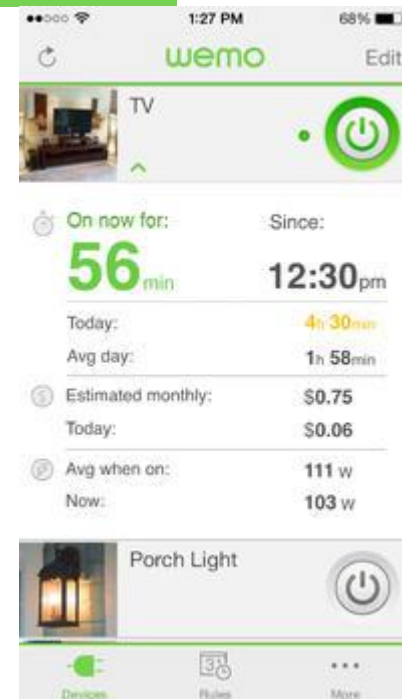 1:27 PM 68%
wemo Edit
TV
On now for: Since:
56 min 12:30pm
Today: 4h 30min
Avg day: 1h 58min
Estimated monthly: $0.75
Today: $0.06
Avg when on: 111 w
Now: 103 w
Porch Light
Devices Rules More